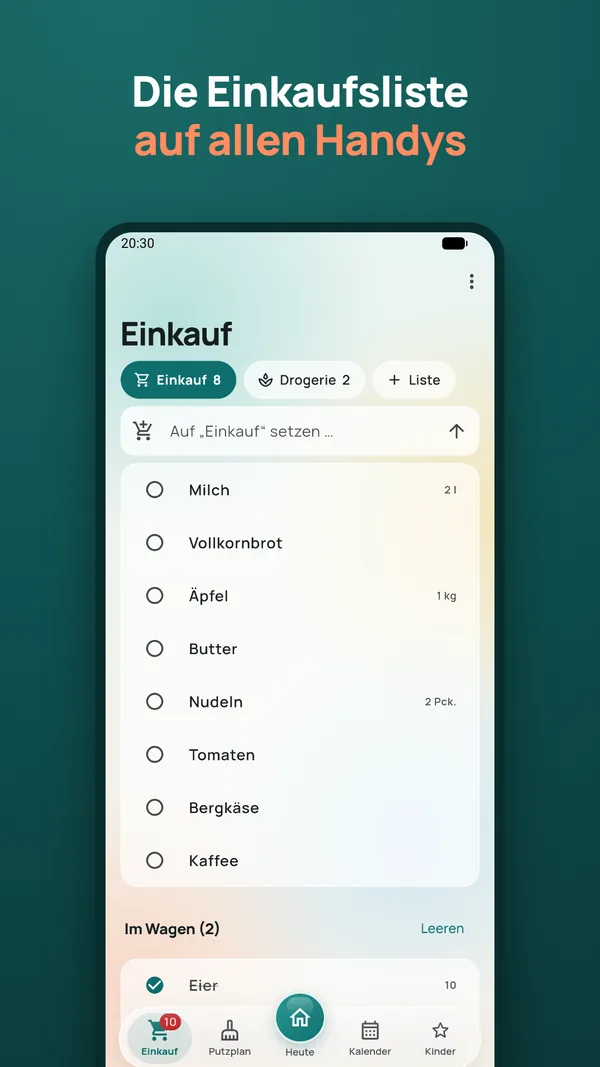 Die Einkaufsliste
auf allen Handys
20:30
Einkauf
Einkauf 8
Drogerie 2
+ Liste
Auf „Einkauf“ setzen …
Milch 2 l
Vollkornbrot
Äpfel 1 kg
Butter
Nudeln 2 Pck.
Tomaten
Bergkäse
Kaffee
Im Wagen (2) Leeren
Eier 10
10
Einkauf
Putzplan
Heute
Kalender
Kinder